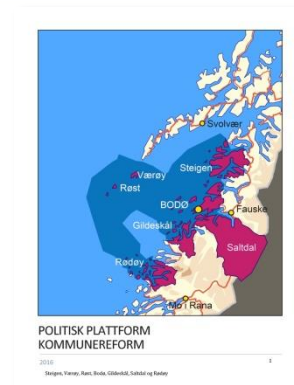 Svolvær
Steigen
Værøy
Røst
BODØ
Fauske
Gildeskål
Saltdal
Rødøy
Mo i Rana
POLITISK PLATTFORM
KOMMUNEREFORM
2016
1
Steigen, Værøy, Røst, Bodø, Gildeskål, Saltdal og Rødøy